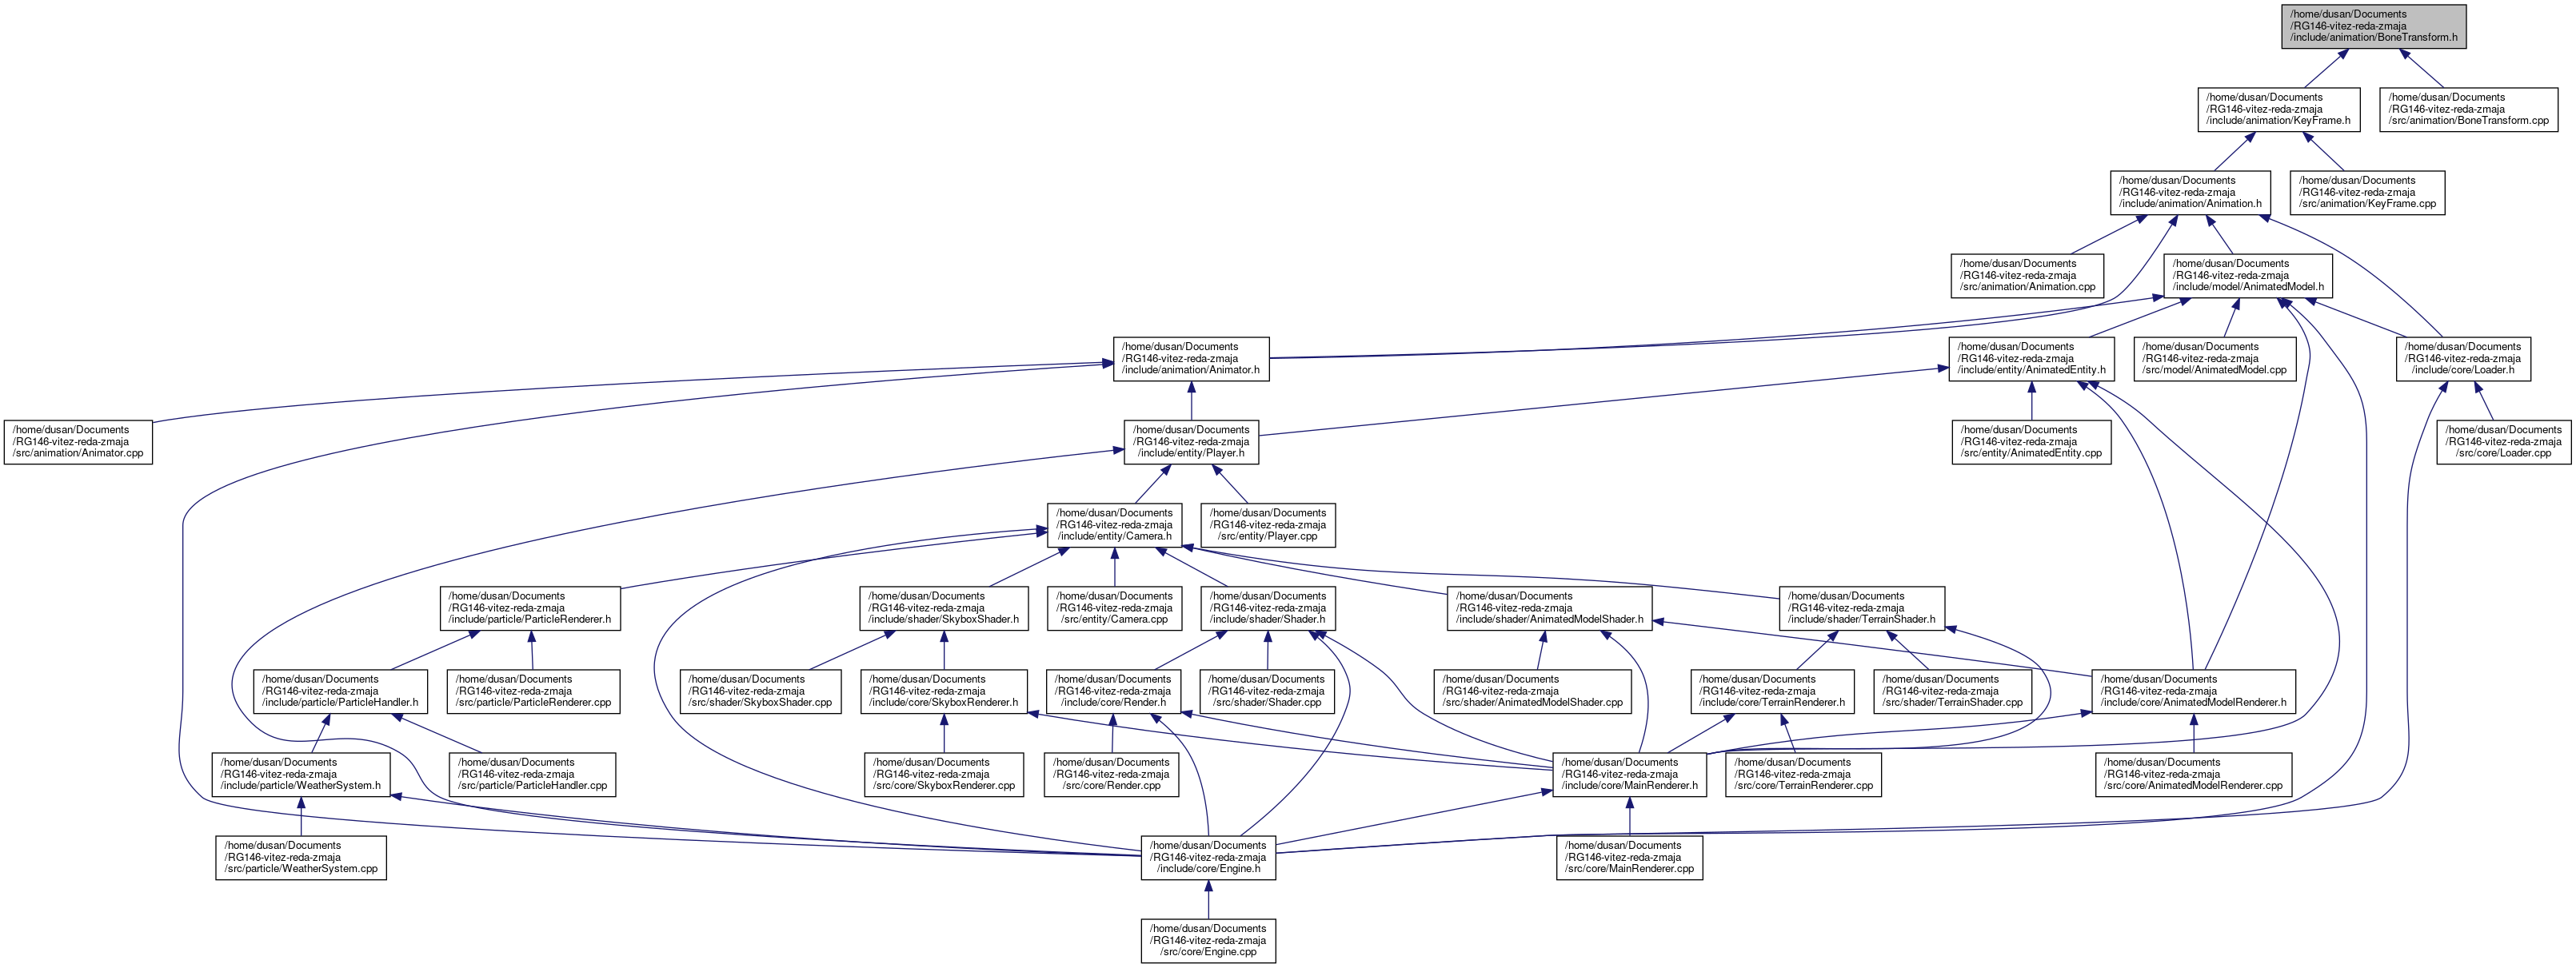 /home/dusan/Documents
/RG146-vitez-reda-zmaja
/include/animation/BoneTransform.h
/home/dusan/Documents
/RG146-vitez-reda-zmaja
/include/animation/KeyFrame.h
/home/dusan/Documents
/RG146-vitez-reda-zmaja
/src/animation/BoneTransform.cpp
/home/dusan/Documents
/RG146-vitez-reda-zmaja
/include/animation/Animation.h
/home/dusan/Documents
/RG146-vitez-reda-zmaja
/src/animation/KeyFrame.cpp
/home/dusan/Documents
/RG146-vitez-reda-zmaja
/src/animation/Animation.cpp
/home/dusan/Documents
/RG146-vitez-reda-zmaja
/include/model/AnimatedModel.h
/home/dusan/Documents
/RG146-vitez-reda-zmaja
/include/animation/Animator.h
/home/dusan/Documents
/RG146-vitez-reda-zmaja
/include/entity/AnimatedEntity.h
/home/dusan/Documents
/RG146-vitez-reda-zmaja
/src/model/AnimatedModel.cpp
/home/dusan/Documents
/RG146-vitez-reda-zmaja
/include/core/Loader.h
/home/dusan/Documents
/RG146-vitez-reda-zmaja
/src/animation/Animator.cpp
/home/dusan/Documents
/RG146-vitez-reda-zmaja
/include/entity/Player.h
/home/dusan/Documents
/RG146-vitez-reda-zmaja
/src/entity/AnimatedEntity.cpp
/home/dusan/Documents
/RG146-vitez-reda-zmaja
/src/core/Loader.cpp
/home/dusan/Documents
/RG146-vitez-reda-zmaja
/include/entity/Camera.h
/home/dusan/Documents
/RG146-vitez-reda-zmaja
/src/entity/Player.cpp
/home/dusan/Documents
/RG146-vitez-reda-zmaja
/include/particle/ParticleRenderer.h
/home/dusan/Documents
/RG146-vitez-reda-zmaja
/include/shader/SkyboxShader.h
/home/dusan/Documents
/RG146-vitez-reda-zmaja
/src/entity/Camera.cpp
/home/dusan/Documents
/RG146-vitez-reda-zmaja
/include/shader/Shader.h
/home/dusan/Documents
/RG146-vitez-reda-zmaja
/include/shader/AnimatedModelShader.h
/home/dusan/Documents
/RG146-vitez-reda-zmaja
/include/shader/TerrainShader.h
/home/dusan/Documents
/RG146-vitez-reda-zmaja
/include/particle/ParticleHandler.h
/home/dusan/Documents
/RG146-vitez-reda-zmaja
/src/particle/ParticleRenderer.cpp
/home/dusan/Documents
/RG146-vitez-reda-zmaja
/src/shader/SkyboxShader.cpp
/home/dusan/Documents
/RG146-vitez-reda-zmaja
/include/core/SkyboxRenderer.h
/home/dusan/Documents
/RG146-vitez-reda-zmaja
/include/core/Render.h
/home/dusan/Documents
/RG146-vitez-reda-zmaja
/src/shader/Shader.cpp
/home/dusan/Documents
/RG146-vitez-reda-zmaja
/src/shader/AnimatedModelShader.cpp
/home/dusan/Documents
/RG146-vitez-reda-zmaja
/include/core/TerrainRenderer.h
/home/dusan/Documents
/RG146-vitez-reda-zmaja
/src/shader/TerrainShader.cpp
/home/dusan/Documents
/RG146-vitez-reda-zmaja
/include/core/AnimatedModelRenderer.h
/home/dusan/Documents
/RG146-vitez-reda-zmaja
/include/particle/WeatherSystem.h
/home/dusan/Documents
/RG146-vitez-reda-zmaja
/src/particle/ParticleHandler.cpp
/home/dusan/Documents
/RG146-vitez-reda-zmaja
/src/core/SkyboxRenderer.cpp
/home/dusan/Documents
/RG146-vitez-reda-zmaja
/src/core/Render.cpp
/home/dusan/Documents
/RG146-vitez-reda-zmaja
/include/core/MainRenderer.h
/home/dusan/Documents
/RG146-vitez-reda-zmaja
/src/core/TerrainRenderer.cpp
/home/dusan/Documents
/RG146-vitez-reda-zmaja
/src/core/AnimatedModelRenderer.cpp
/home/dusan/Documents
/RG146-vitez-reda-zmaja
/src/particle/WeatherSystem.cpp
/home/dusan/Documents
/RG146-vitez-reda-zmaja
/include/core/Engine.h
/home/dusan/Documents
/RG146-vitez-reda-zmaja
/src/core/MainRenderer.cpp
/home/dusan/Documents
/RG146-vitez-reda-zmaja
/src/core/Engine.cpp